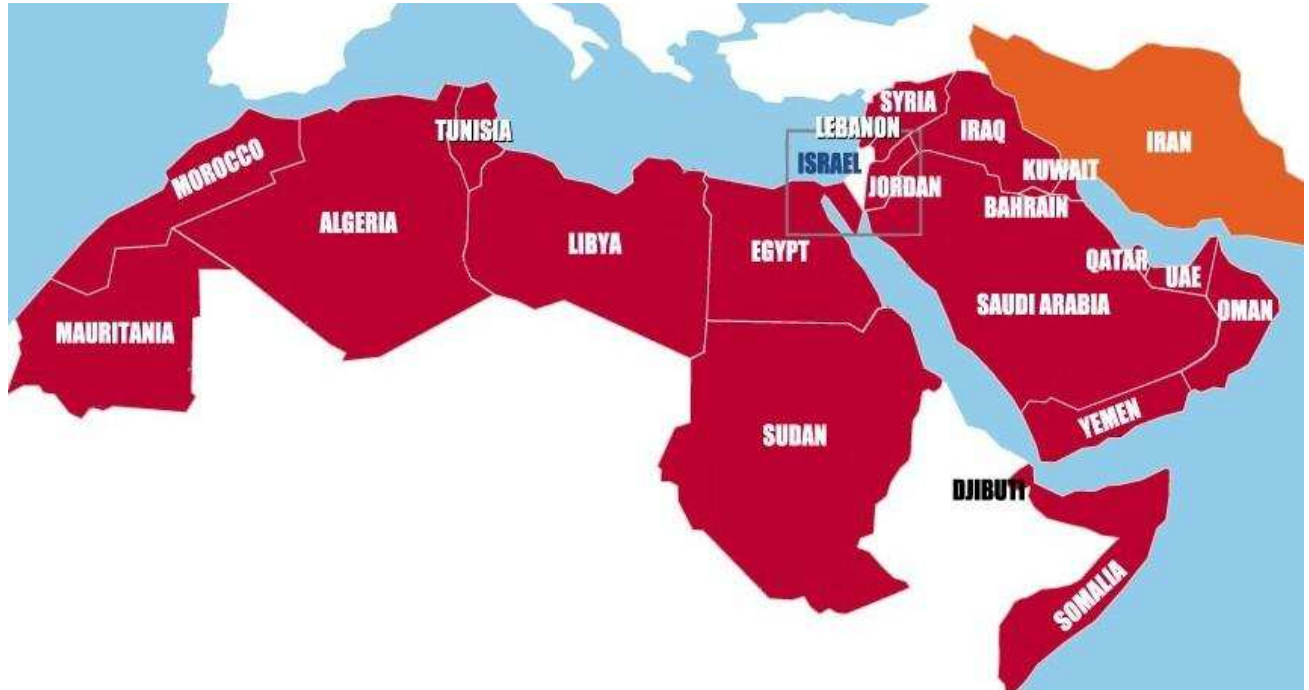 SYRIA
TUNISIA
LEBANON
IRAQ
IRAN
MOROCCO
ISRAEL
KUWAIT
JORDAN
BAHRAIN
ALGERIA
LIBYA
EGYPT
QATAR
UAE
SAUDI ARABIA
OMAN
MAURITANIA
YEMEN
SUDAN
DJIBUTI
SOMALIA